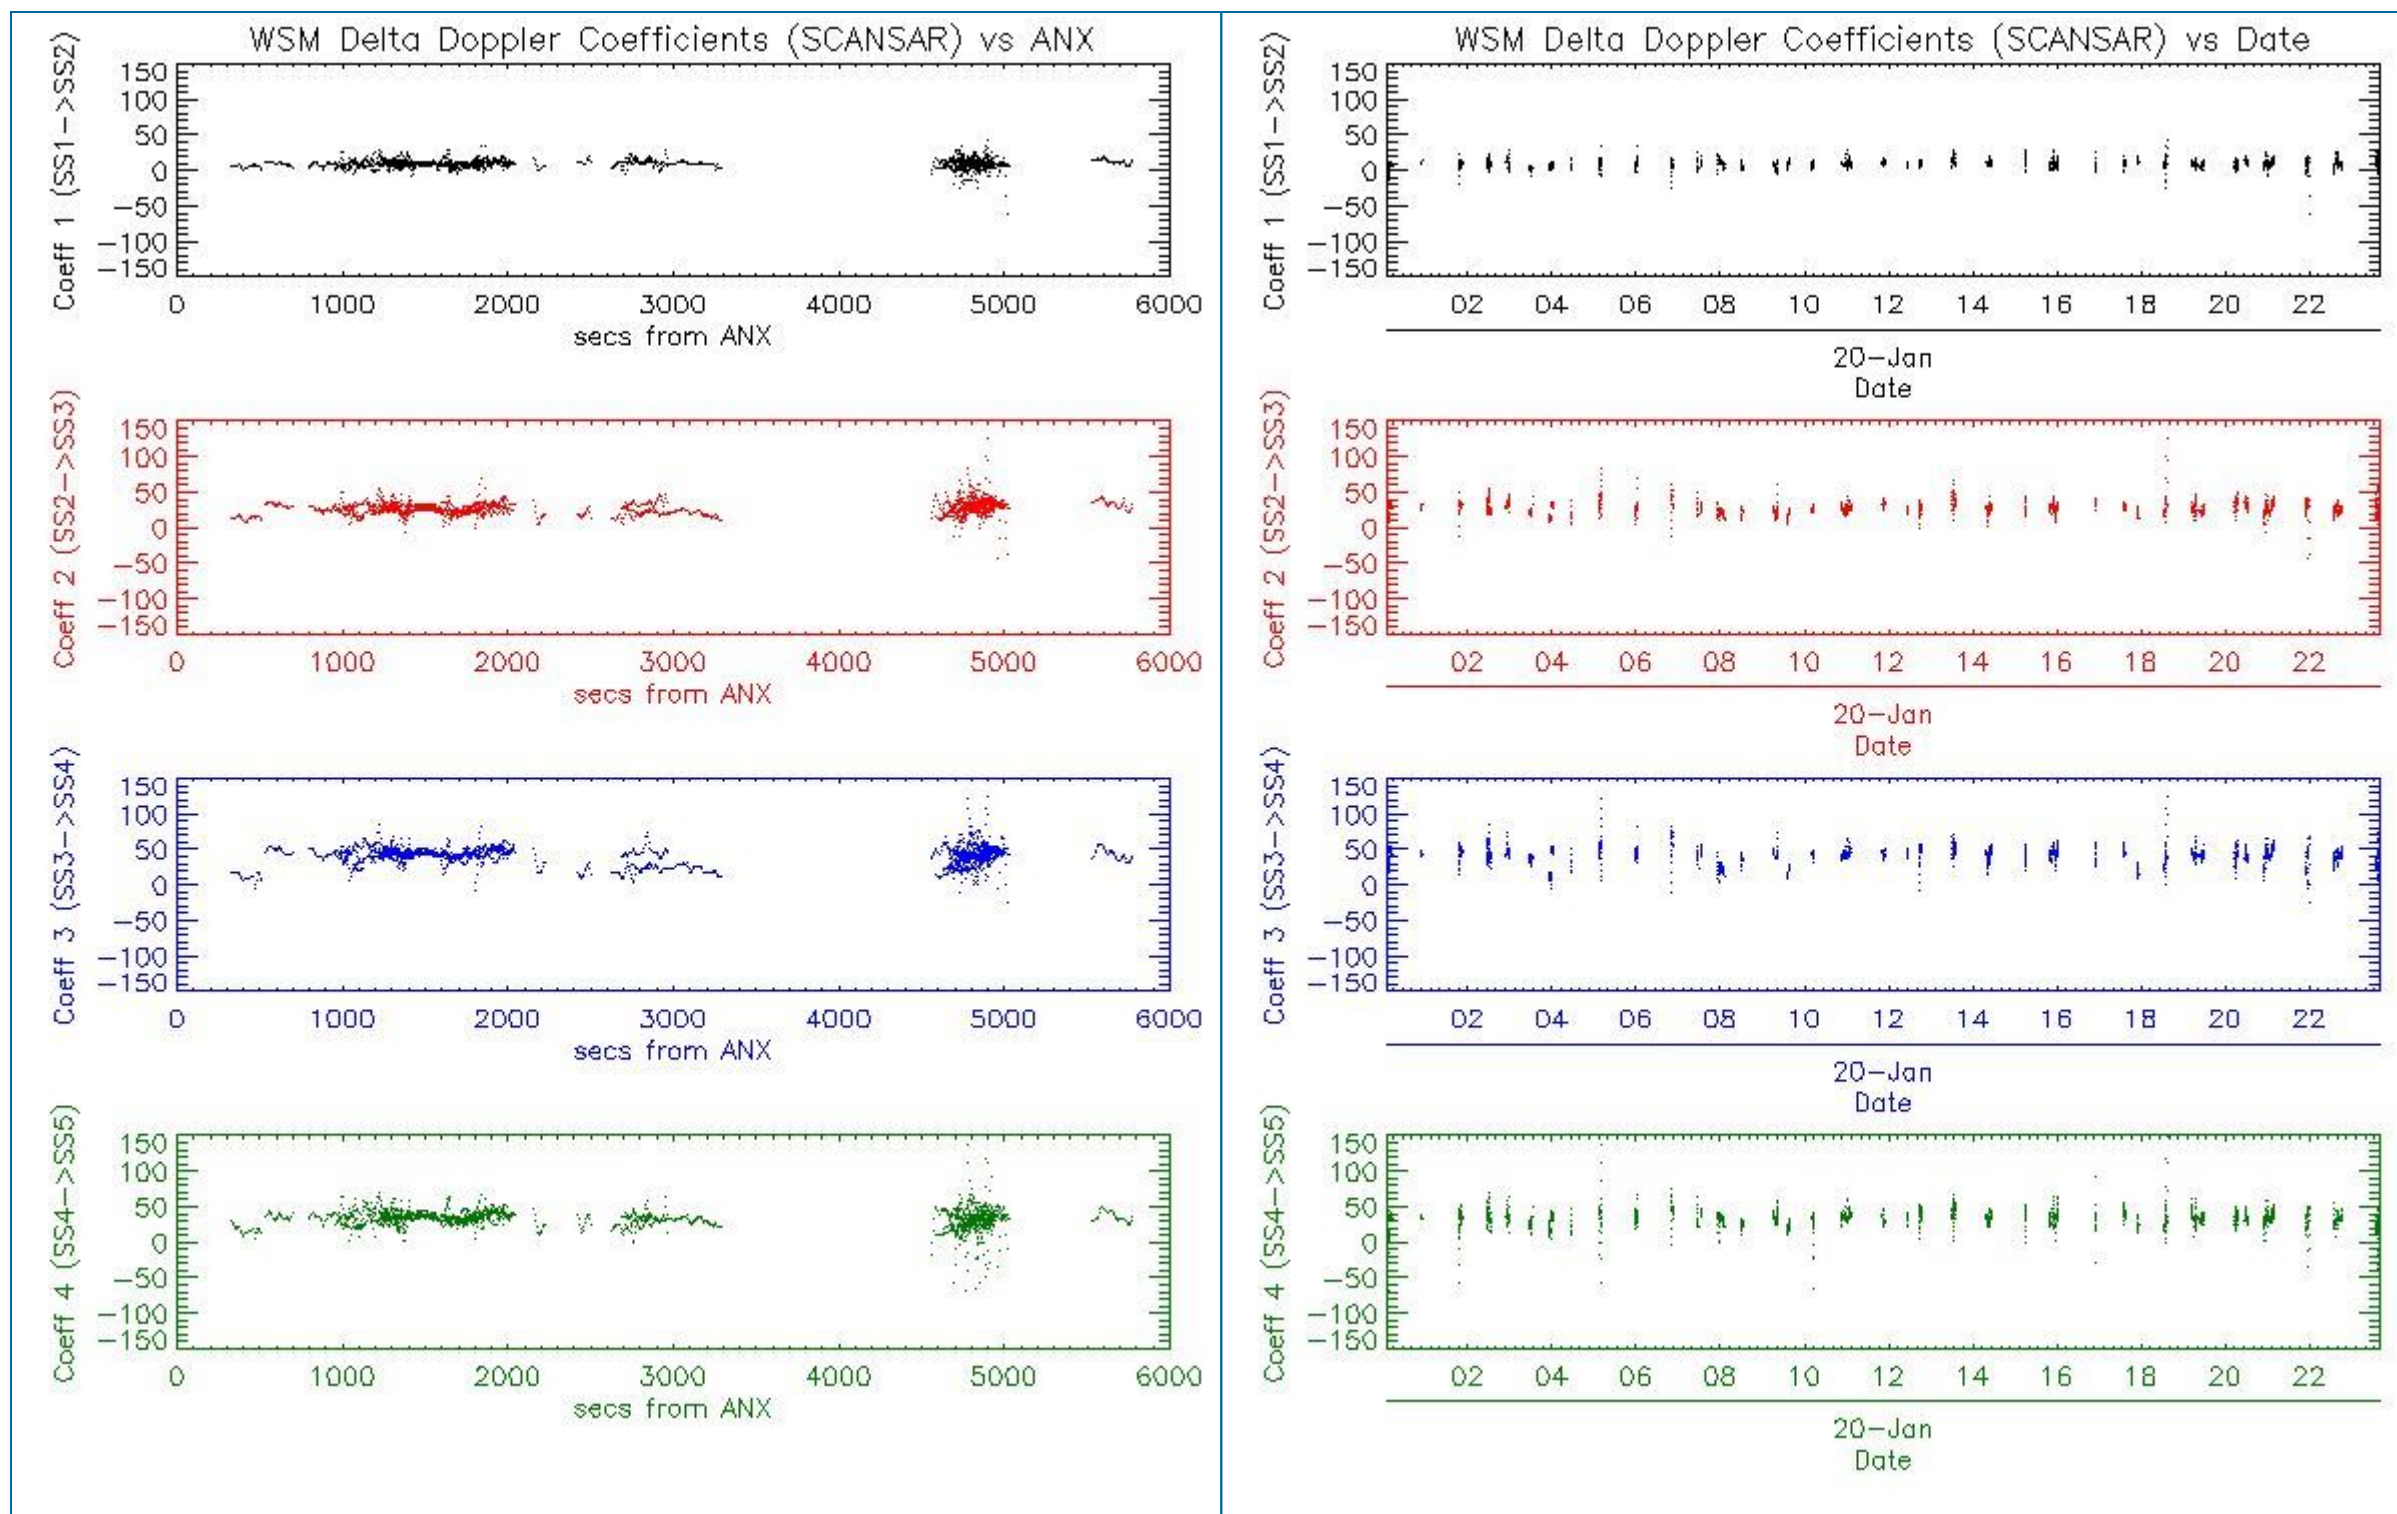 WSM Delta Doppler Coefficients (SCANSAR) vs ANX
Coeff 1 (SS1->SS2)
150
100
50
0
-50
-100
-150
0 1000 2000 3000 4000 5000 6000
secs from ANX
Coeff 2 (SS2->SS3)
150
100
50
0
-50
-100
-150
0 1000 2000 3000 4000 5000 6000
secs from ANX
Coeff 3 (SS3->SS4)
150
100
50
0
-50
-100
-150
0 1000 2000 3000 4000 5000 6000
secs from ANX
Coeff 4 (SS4->SS5)
150
100
50
0
-50
-100
-150
0 1000 2000 3000 4000 5000 6000
secs from ANX
WSM Delta Doppler Coefficients (SCANSAR) vs Date
Coeff 1 (SS1->SS2)
150
100
50
0
-50
-100
-150
02 04 06 08 10 12 14 16 18 20 22
20-Jan
Date
Coeff 2 (SS2->SS3)
150
100
50
0
-50
-100
-150
02 04 06 08 10 12 14 16 18 20 22
20-Jan
Date
Coeff 3 (SS3->SS4)
150
100
50
0
-50
-100
-150
02 04 06 08 10 12 14 16 18 20 22
20-Jan
Date
Coeff 4 (SS4->SS5)
150
100
50
0
-50
-100
-150
02 04 06 08 10 12 14 16 18 20 22
20-Jan
Date